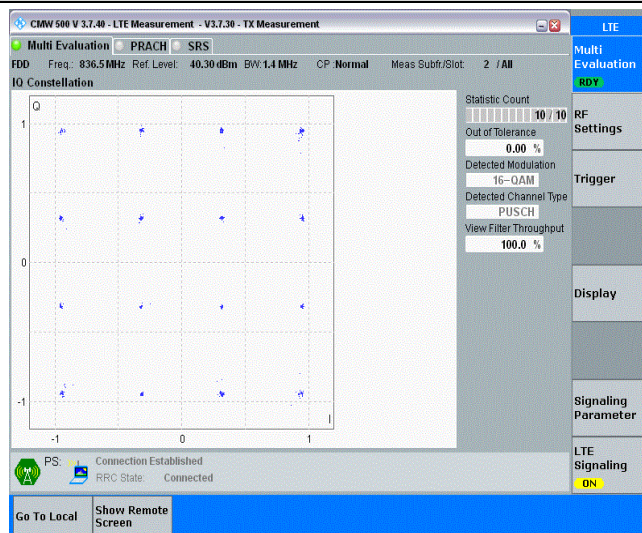 CMW 500 V 3.7.40 - LTE Measurement - V3.7.30 - TX Measurement
LTE
Multi Evaluation PRACH SRS
FDD Freq.: 836.5 MHz Ref. Level: 40.30 dBm BW: 1.4 MHz CP :Normal Meas Subfr./Slot: 2 / All
IQ Constellation
Q
1
0
-1
-1 0 1
I
Statistic Count
10 / 10
Out of Tolerance
0.00 %
Detected Modulation
16-QAM
Detected Channel Type
PUSCH
View Filter Throughput
100.0 %
Multi
Evaluation
RDY
RF
Settings
Trigger
Display
Signaling
Parameter
LTE
Signaling
ON
PS: Connection Established
RRC State: Connected
Go To Local
Show Remote
Screen